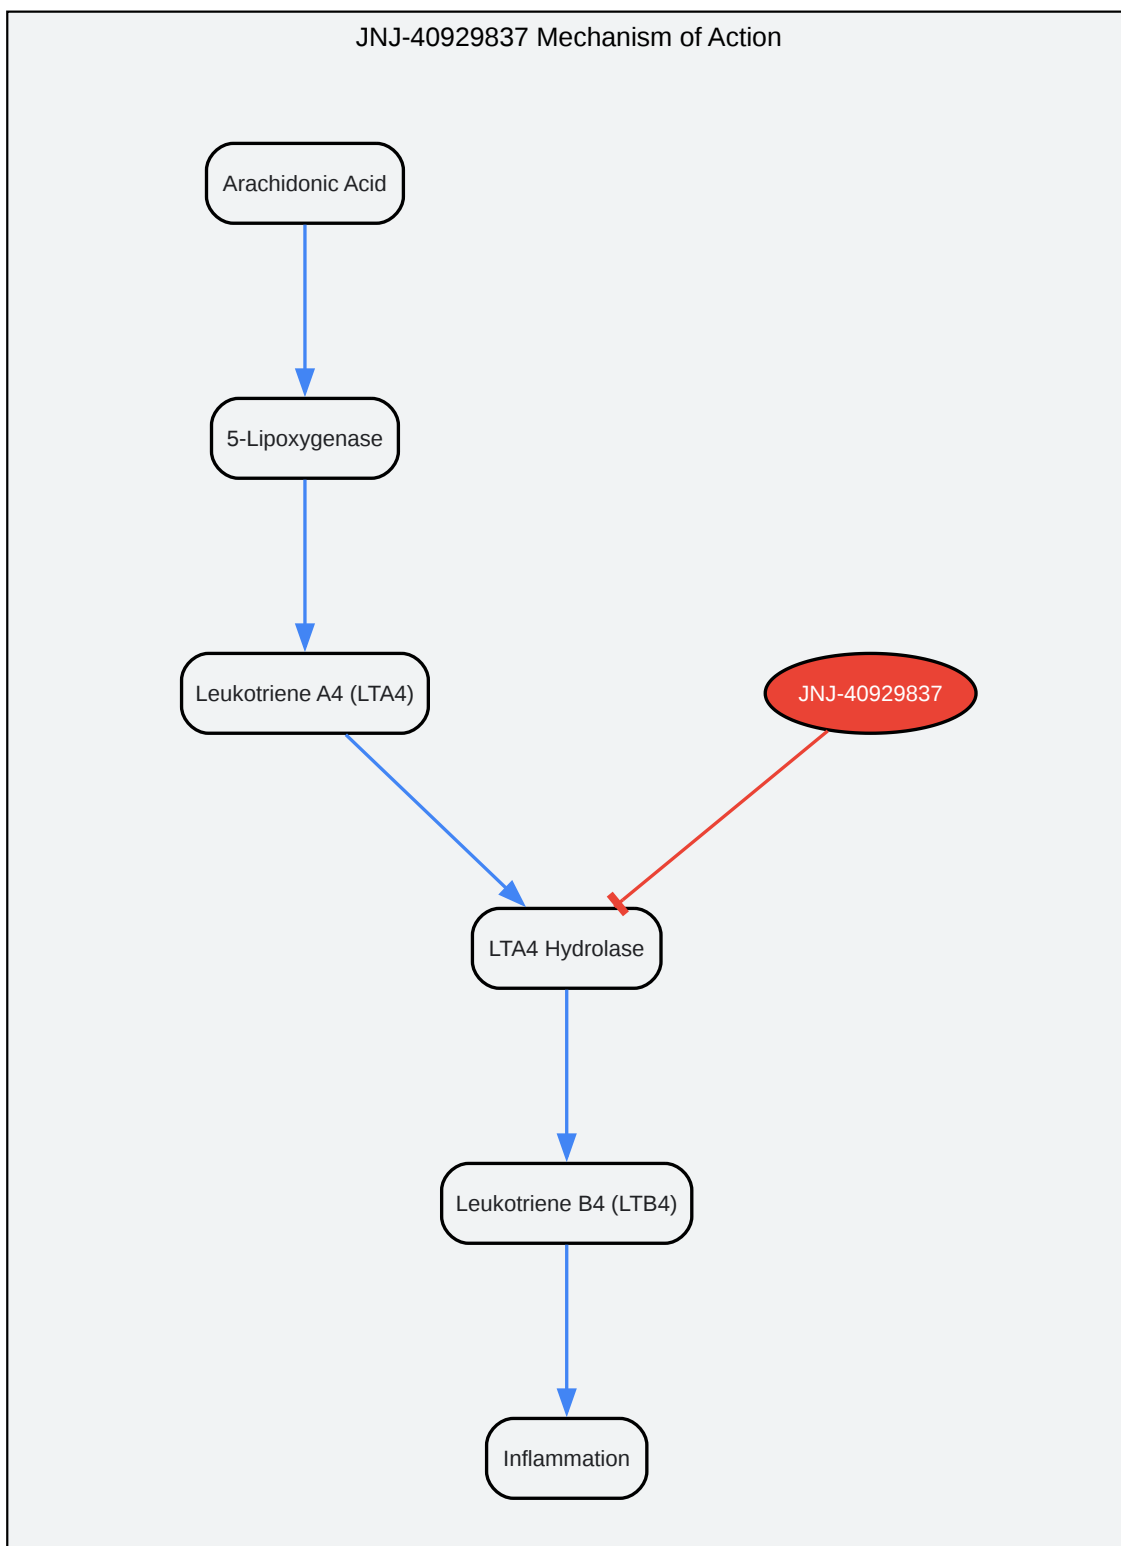 JNJ-40929837 Mechanism of Action
Arachidonic Acid
5-Lipoxygenase
Leukotriene A4 (LTA4)
JNJ-40929837
LTA4 Hydrolase
Leukotriene B4 (LTB4)
Inflammation